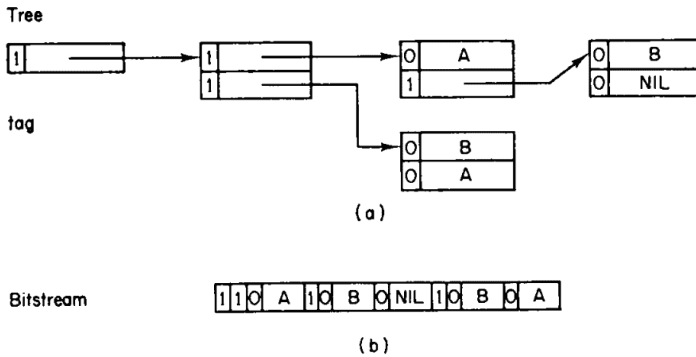 Tree
1 1 0 A 0 B
1 1 0 NIL
tag
0 B
0 A
(a)
Bitstream 1 1 0 A 1 0 B 0 NIL 1 0 B 0 A
(b)